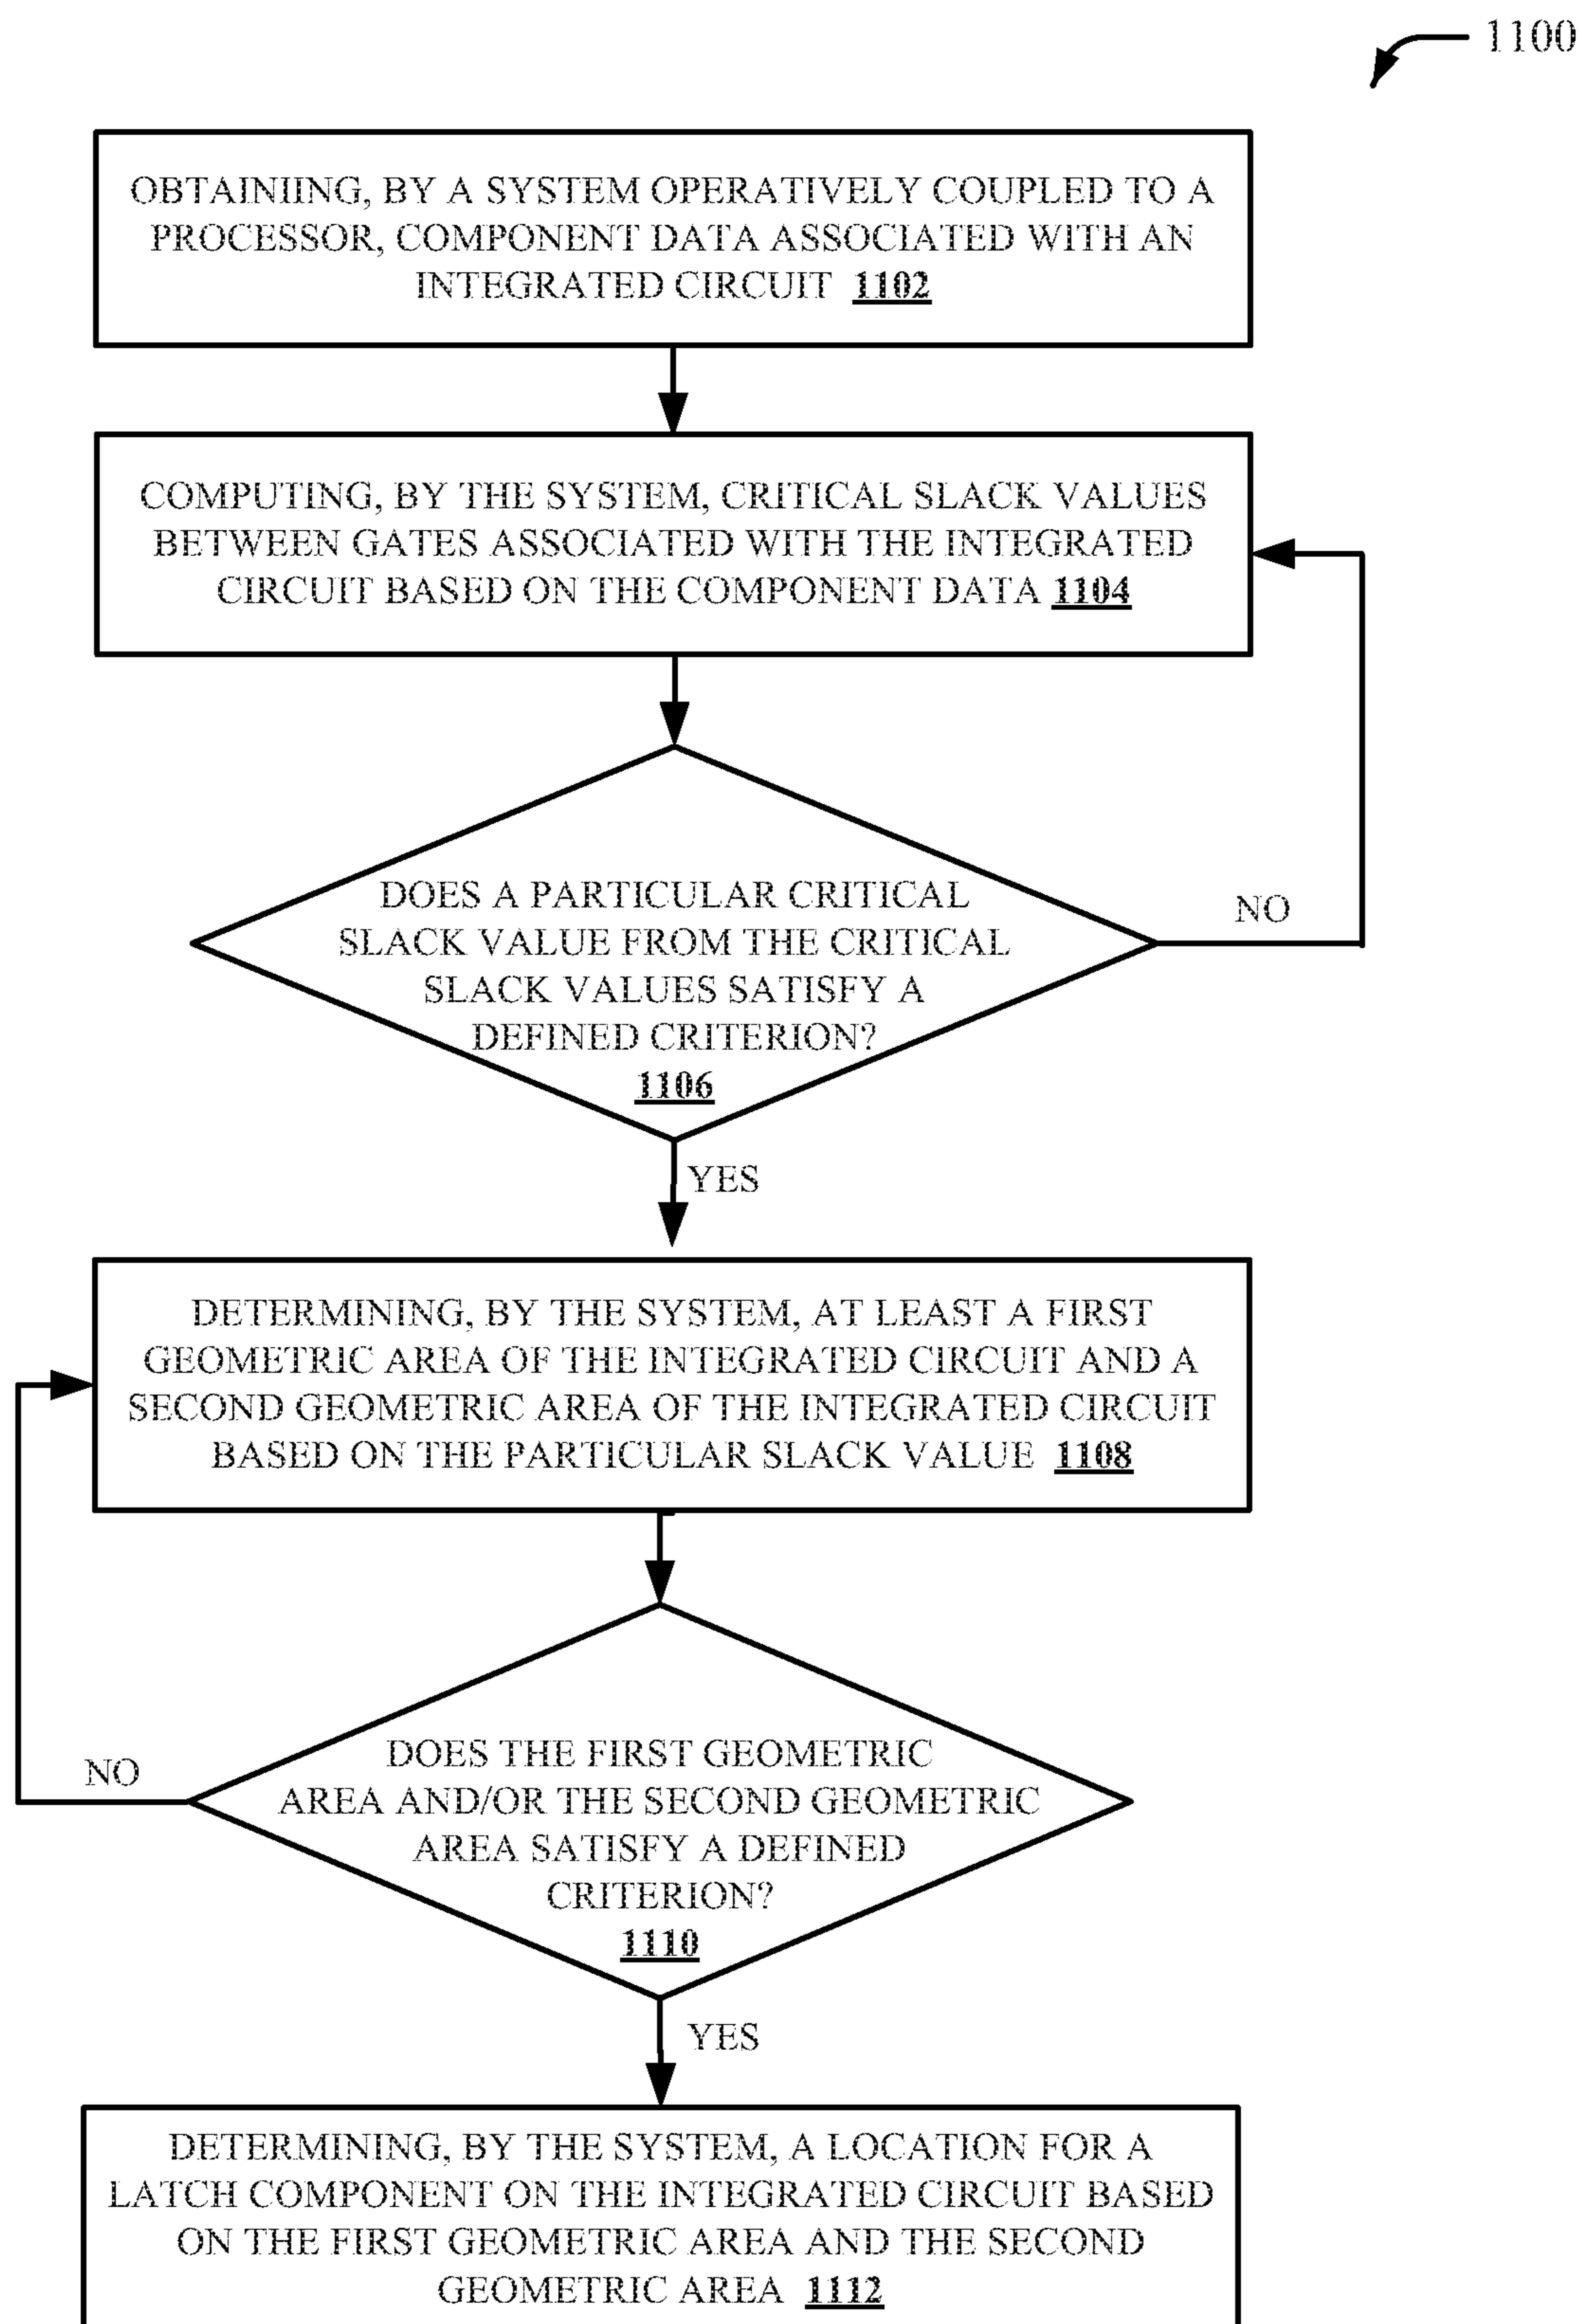 1100
OBTAINIING, BY A SYSTEM OPERATIVELY COUPLED TO A
PROCESSOR, COMPONENT DATA ASSOCIATED WITH AN
INTEGRATED CIRCUIT 1102
COMPUTING, BY THE SYSTEM, CRITICAL SLACK VALUES
BETWEEN GATES ASSOCIATED WITH THE INTEGRATED
CIRCUIT BASED ON THE COMPONENT DATA 1104
DOES A PARTICULAR CRITICAL
SLACK VALUE FROM THE CRITICAL
SLACK VALUES SATISFY A
DEFINED CRITERION?
1106
NO
YES
DETERMINING, BY THE SYSTEM, AT LEAST A FIRST
GEOMETRIC AREA OF THE INTEGRATED CIRCUIT AND A
SECOND GEOMETRIC AREA OF THE INTEGRATED CIRCUIT
BASED ON THE PARTICULAR SLACK VALUE 1108
DOES THE FIRST GEOMETRIC
AREA AND/OR THE SECOND GEOMETRIC
AREA SATISFY A DEFINED
CRITERION?
1110
NO
YES
DETERMINING, BY THE SYSTEM, A LOCATION FOR A
LATCH COMPONENT ON THE INTEGRATED CIRCUIT BASED
ON THE FIRST GEOMETRIC AREA AND THE SECOND
GEOMETRIC AREA 1112